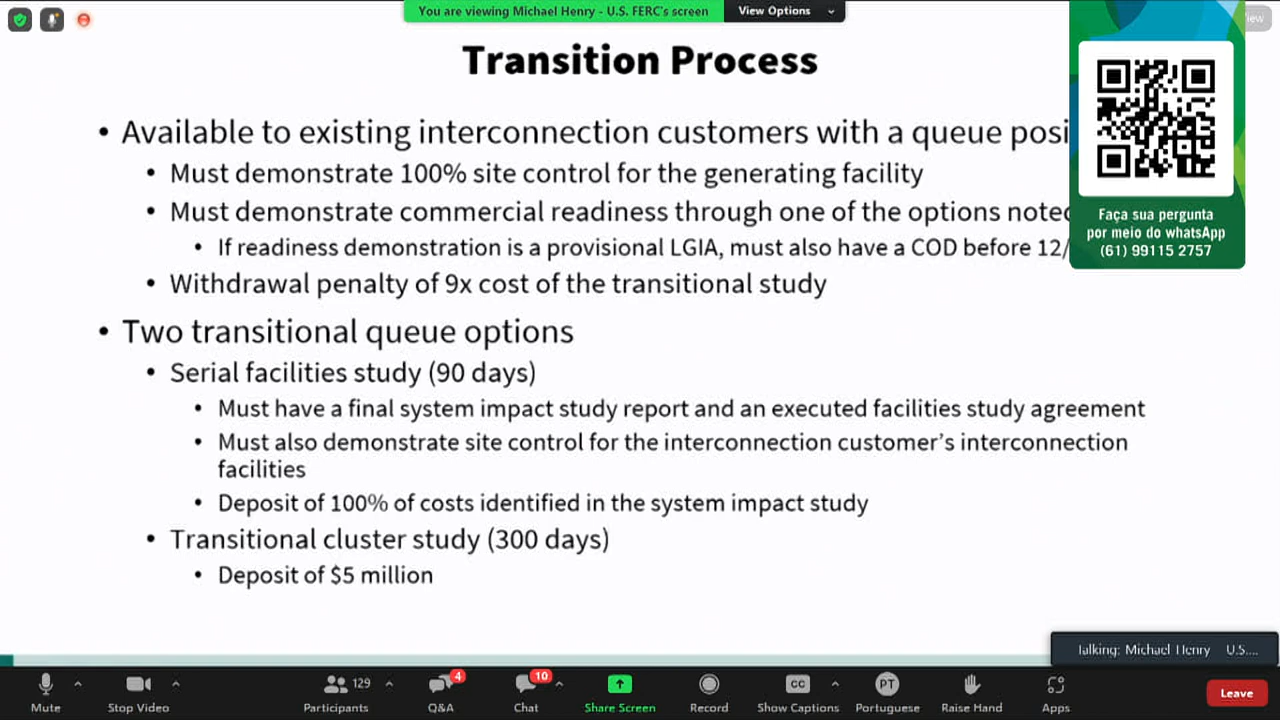 You are viewing Michael Henry - U.S. FERC's screen
View Options
Transition Process
• Available to existing interconnection customers with a queue
• Must demonstrate 100% site control for the generating facility
• Must demonstrate commercial readiness through one of the options
• If readiness demonstration is a provisional LGIA, must also have a COD before 12/
• Withdrawal penalty of 9x cost of the transitional study
• Two transitional queue options
• Serial facilities study (90 days)
• Must have a final system impact study report and an executed facilities study agreement
• Must also demonstrate site control for the interconnection customer's interconnection
facilities
• Deposit of 100% of costs identified in the system impact study
• Transitional cluster study (300 days)
• Deposit of $5 million
Faça sua pergunta
por meio do whatsApp
(61) 99115 2757
Talking: Michael Henry U.S....
Mute
Stop Video
129
Participants
4
Q&A
10
Chat
Share Screen
Record
CC
Show Captions
PT
Portuguese
Raise Hand
Apps
Leave